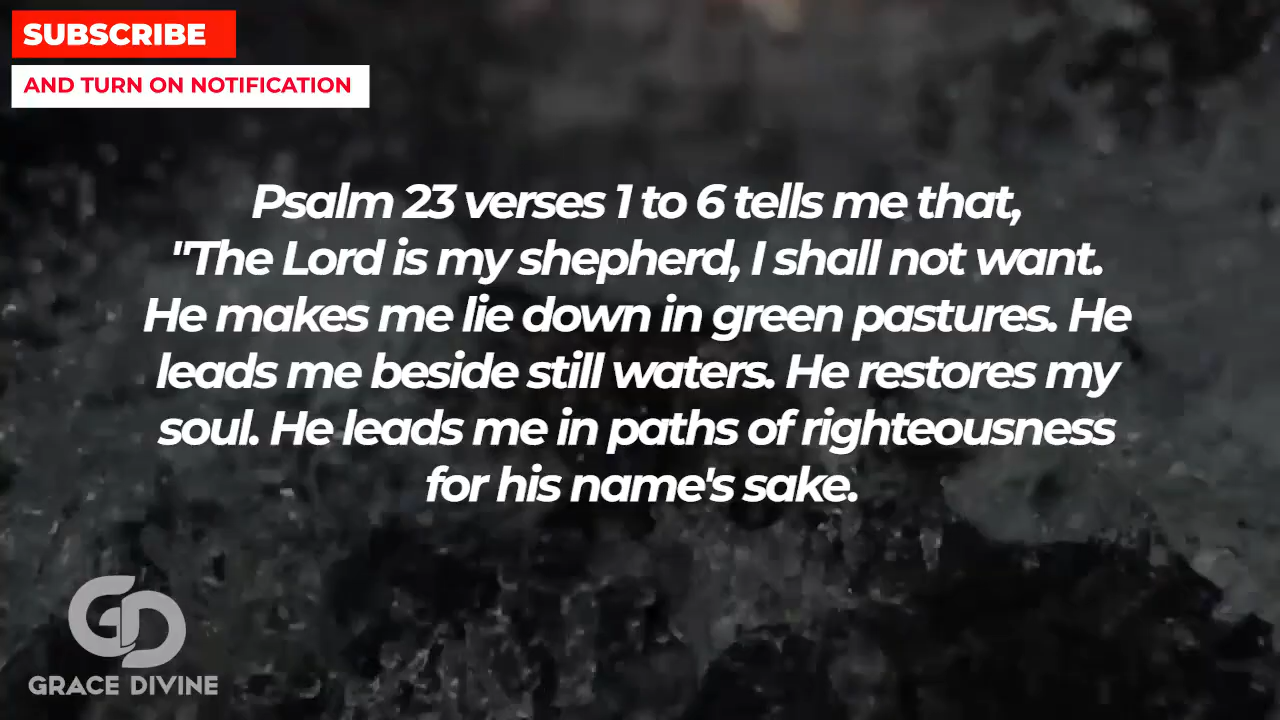 SUBSCRIBE
AND TURN ON NOTIFICATION
Psalm 23 verses 1 to 6 tells me that,
"The Lord is my shepherd, I shall not want.
He makes me lie down in green pastures. He
leads me beside still waters. He restores my
soul. He leads me in paths of righteousness
for his name's sake.
GD
GRACE DIVINE